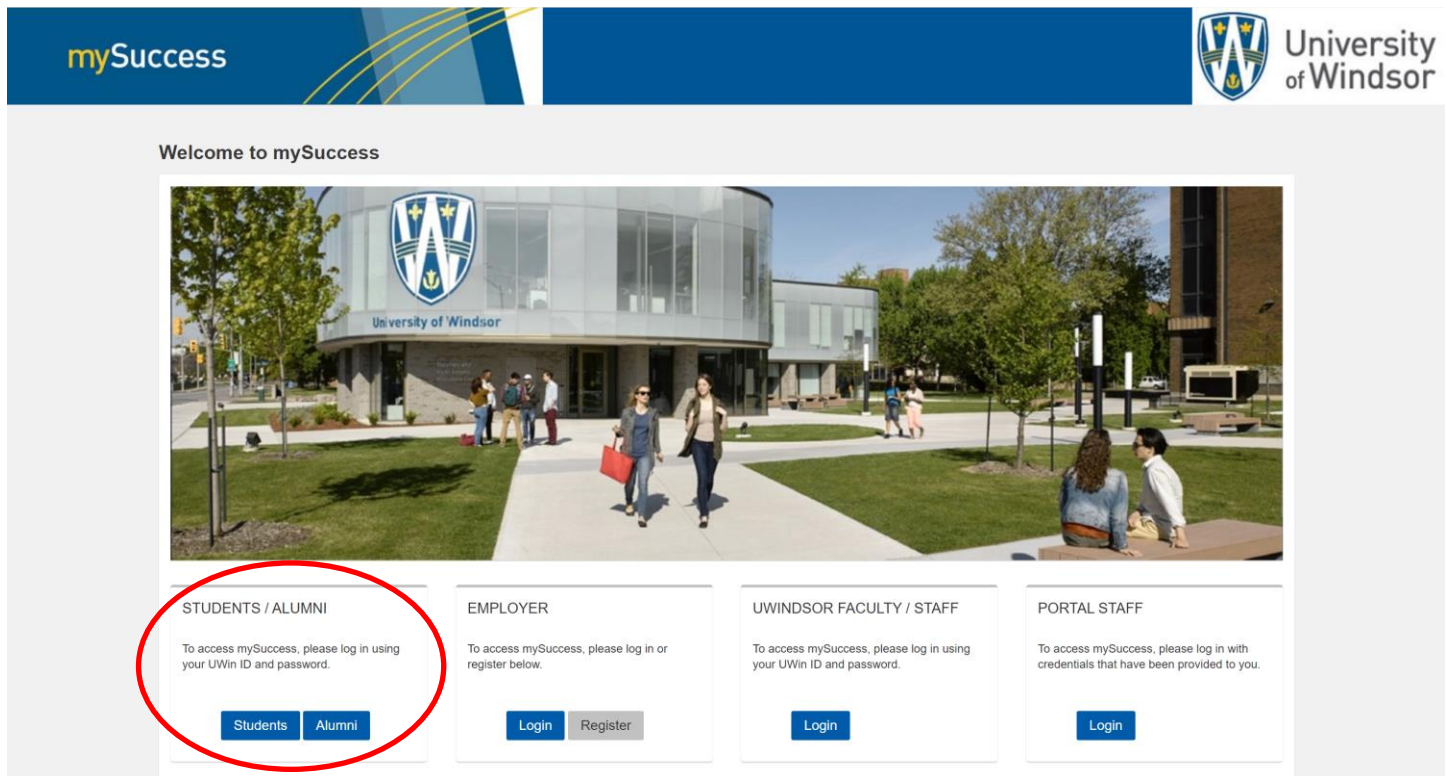 mySuccess
University
of Windsor
Welcome to mySuccess
University of Windsor
STUDENTS / ALUMNI
To access mySuccess, please log in using
your UWin ID and password.
Students Alumni
EMPLOYER
To access mySuccess, please log in or
register below.
Login Register
UWINDSOR FACULTY / STAFF
To access mySuccess, please log in using
your UWin ID and password.
Login
PORTAL STAFF
To access mySuccess, please log in with
credentials that have been provided to you.
Login